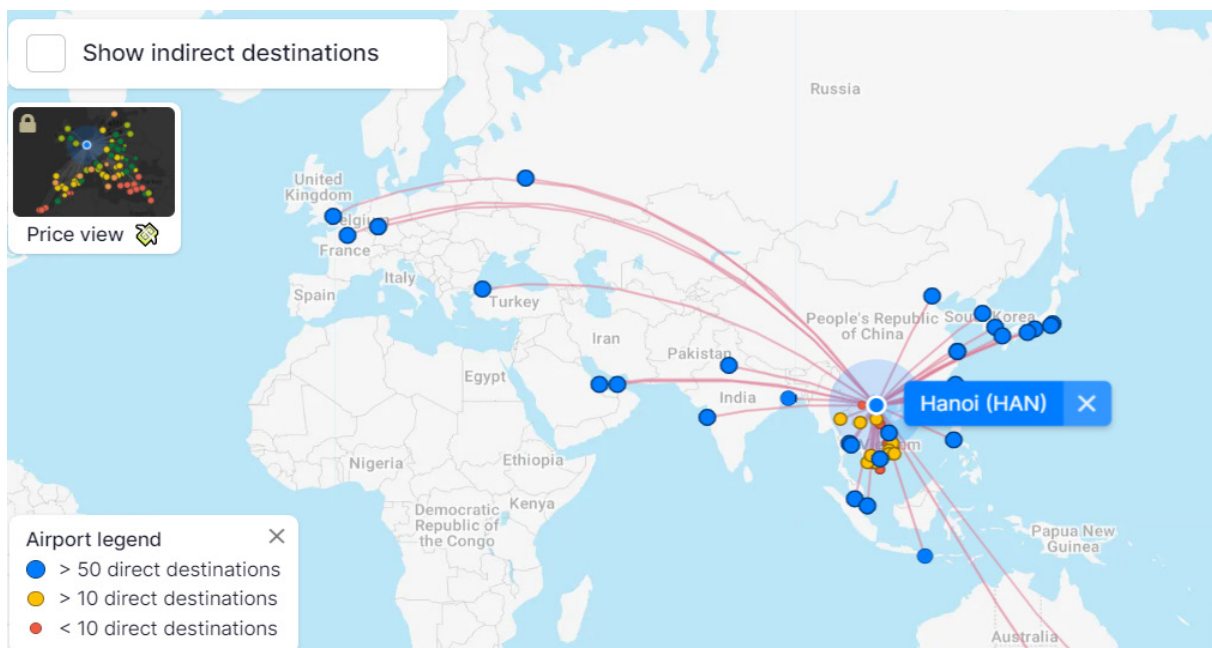 Show indirect destinations
Price view
Russia
United
Kingdom
Belgium
France
Italy
Spain
Turkey
Iran
Pakistan
People's Republic
of China
South Korea
Egypt
India
Hanoi (HAN)
Nigeria
Ethiopia
Kenya
Democratic
Republic of
the Congo
Papua New
Guinea
Australia
Airport legend
> 50 direct destinations
> 10 direct destinations
< 10 direct destinations